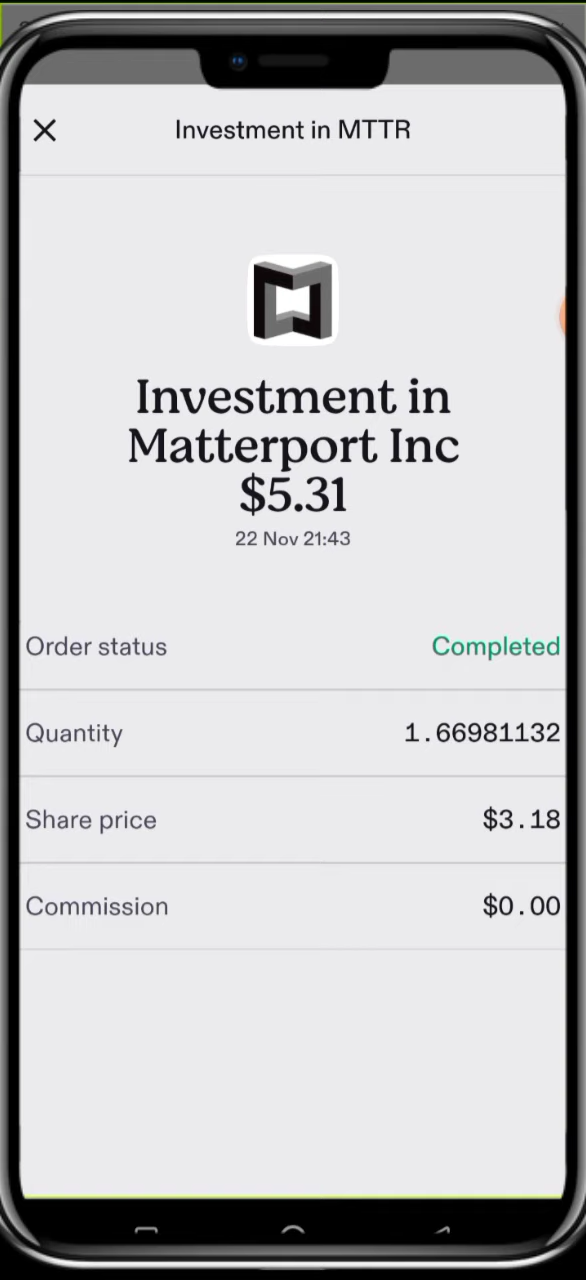 Investment in MTTR
Investment in
Matterport Inc
$5.31
22 Nov 21:43
Order status Completed
Quantity 1.66981132
Share price $3.18
Commission $0.00